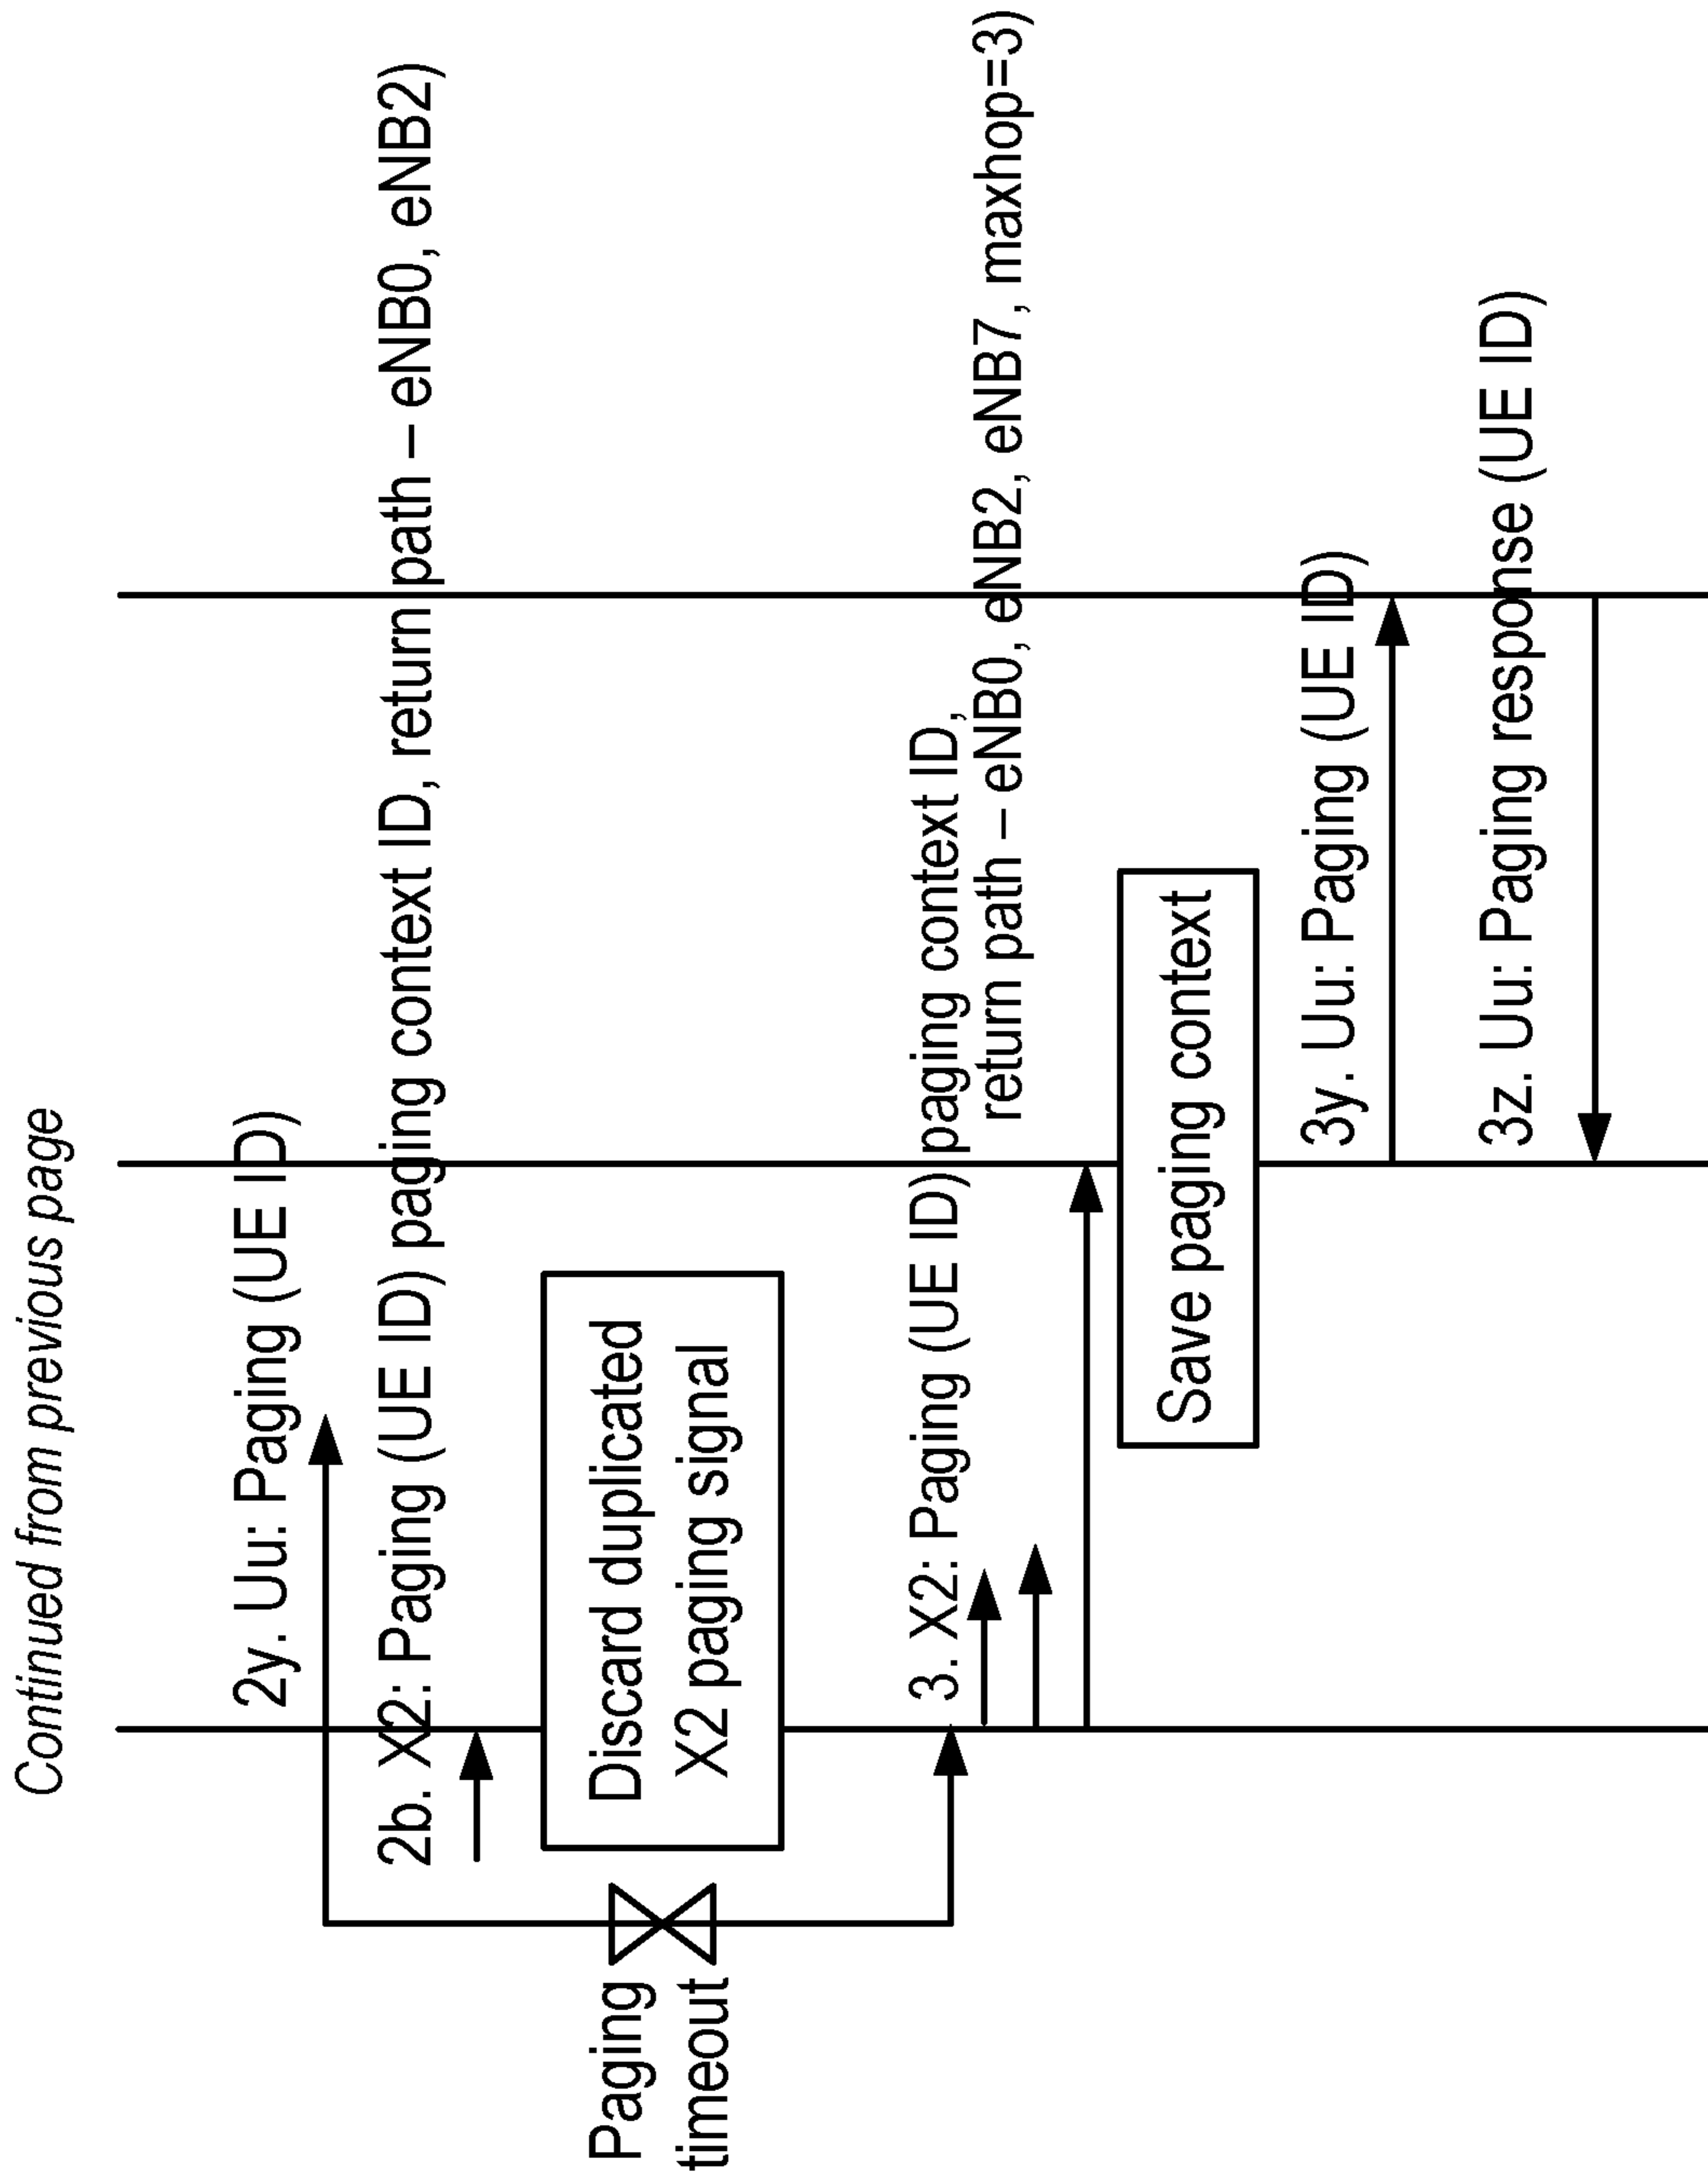 Continued from previous page
2y. Uu: Paging (UE ID)
2b. X2: Paging (UE ID) paging context ID, return path – eNB0, eNB2)
Discard duplicated
X2 paging signal
Paging
timeout
3. X2: Paging (UE ID) paging context ID,
return path – eNB0, eNB2, eNB7, maxhop=3)
Save paging context
3y. Uu: Paging (UE ID)
3z. Uu: Paging response (UE ID)